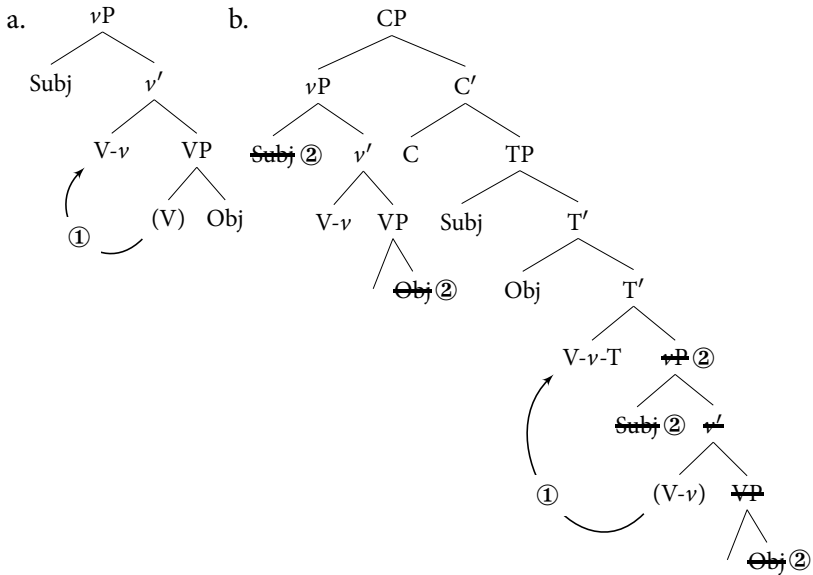 a. vP b. CP
Subj v′ vP C′
V-v VP Subj ② v′ C TP
(V) Obj V-v VP Subj T′
①
Obj ② Obj T′
V-v-T vP ②
Subj ② v′
① (V-v) VP
Obj ②